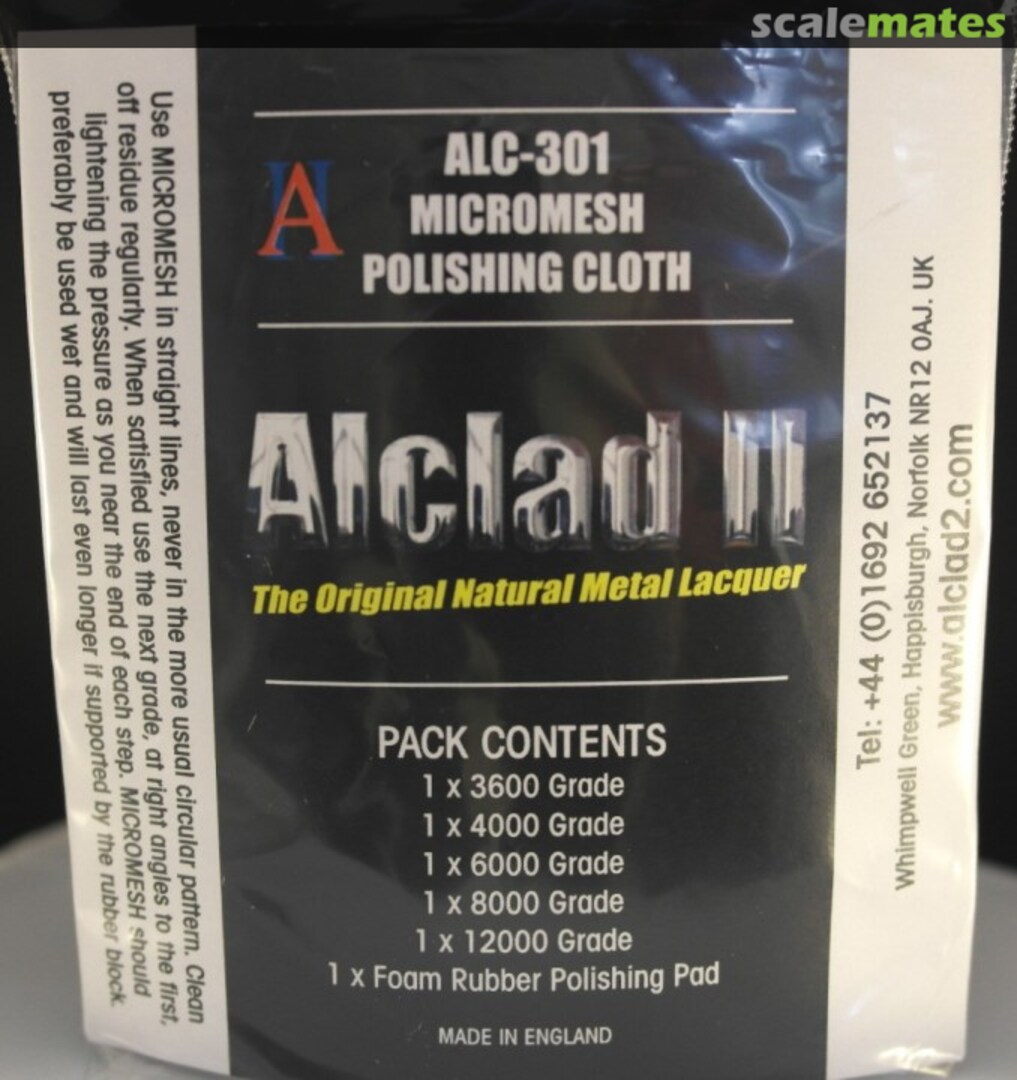 scalemates
ALC-301
MICROMESH
POLISHING CLOTH
Alclad II
The Original Natural Metal Lacquer
PACK CONTENTS
1 x 3600 Grade
1 x 4000 Grade
1 x 6000 Grade
1 x 8000 Grade
1 x 12000 Grade
1 x Foam Rubber Polishing Pad
MADE IN ENGLAND
Use MICROMESH in straight lines, never in the more usual circular pattern. Clean
off residue regularly. When satisfied use the next grade, at right angles to the first,
lightening the pressure as you near the end of each step. MICROMESH should
preferably be used wet and will last even longer if supported by the rubber block.
Tel: +44 (0)1692 652137
Whimpwell Green, Happisburgh, Norfolk NR12 0AJ. UK
www.alclad2.com